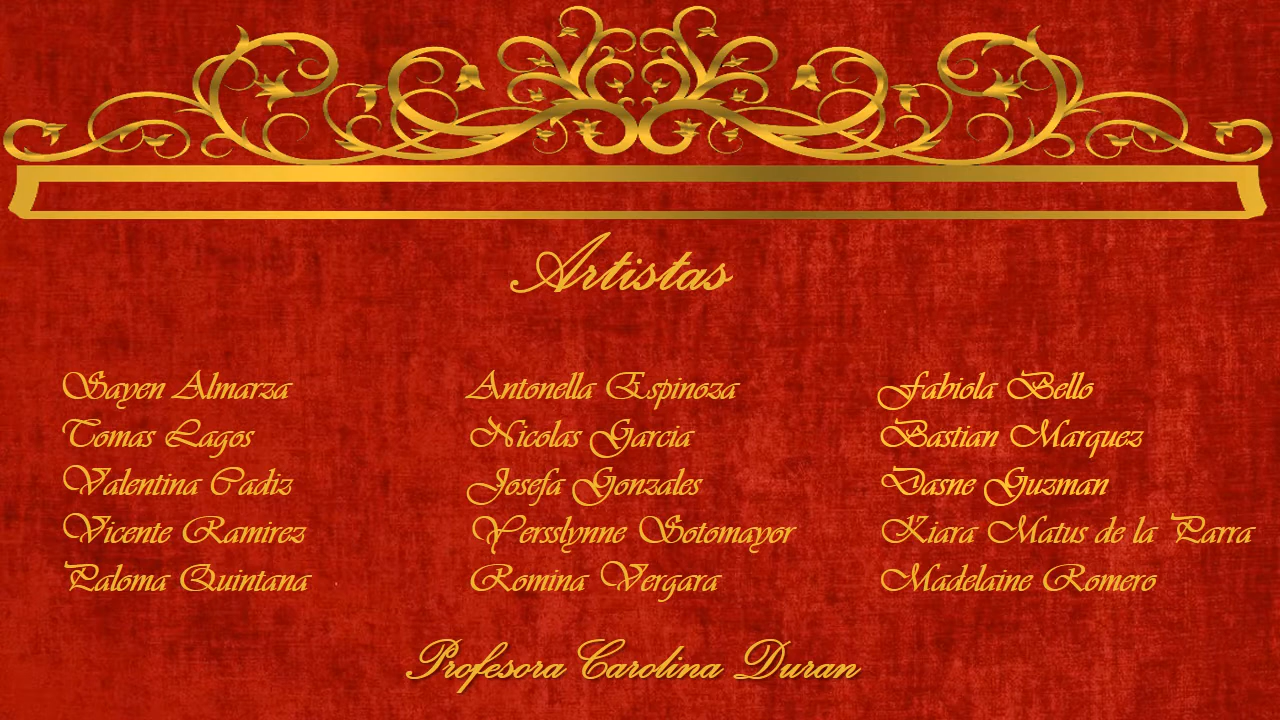 Artistas
Sayen Almarza
Tomas Lagos
Valentina Cadiz
Vicente Ramirez
Paloma Quintana
Antonella Espinoza
Nicolas Garcia
Josefa Gonzales
Yersslynne Sotomayor
Romina Vergara
Fabiola Bello
Bastian Marquez
Dasne Guzman
Kiara Matus de la Parra
Madelaine Romero
Profesora Carolina Duran